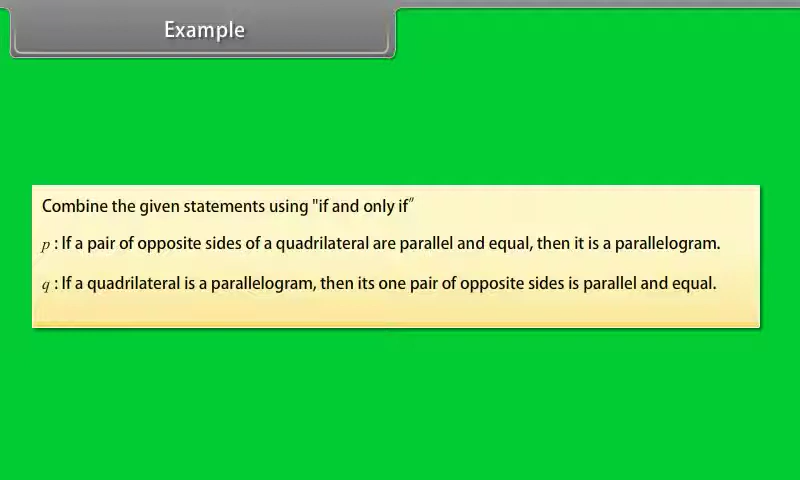 Example
Combine the given statements using "if and only if"
p : If a pair of opposite sides of a quadrilateral are parallel and equal, then it is a parallelogram.
q : If a quadrilateral is a parallelogram, then its one pair of opposite sides is parallel and equal.